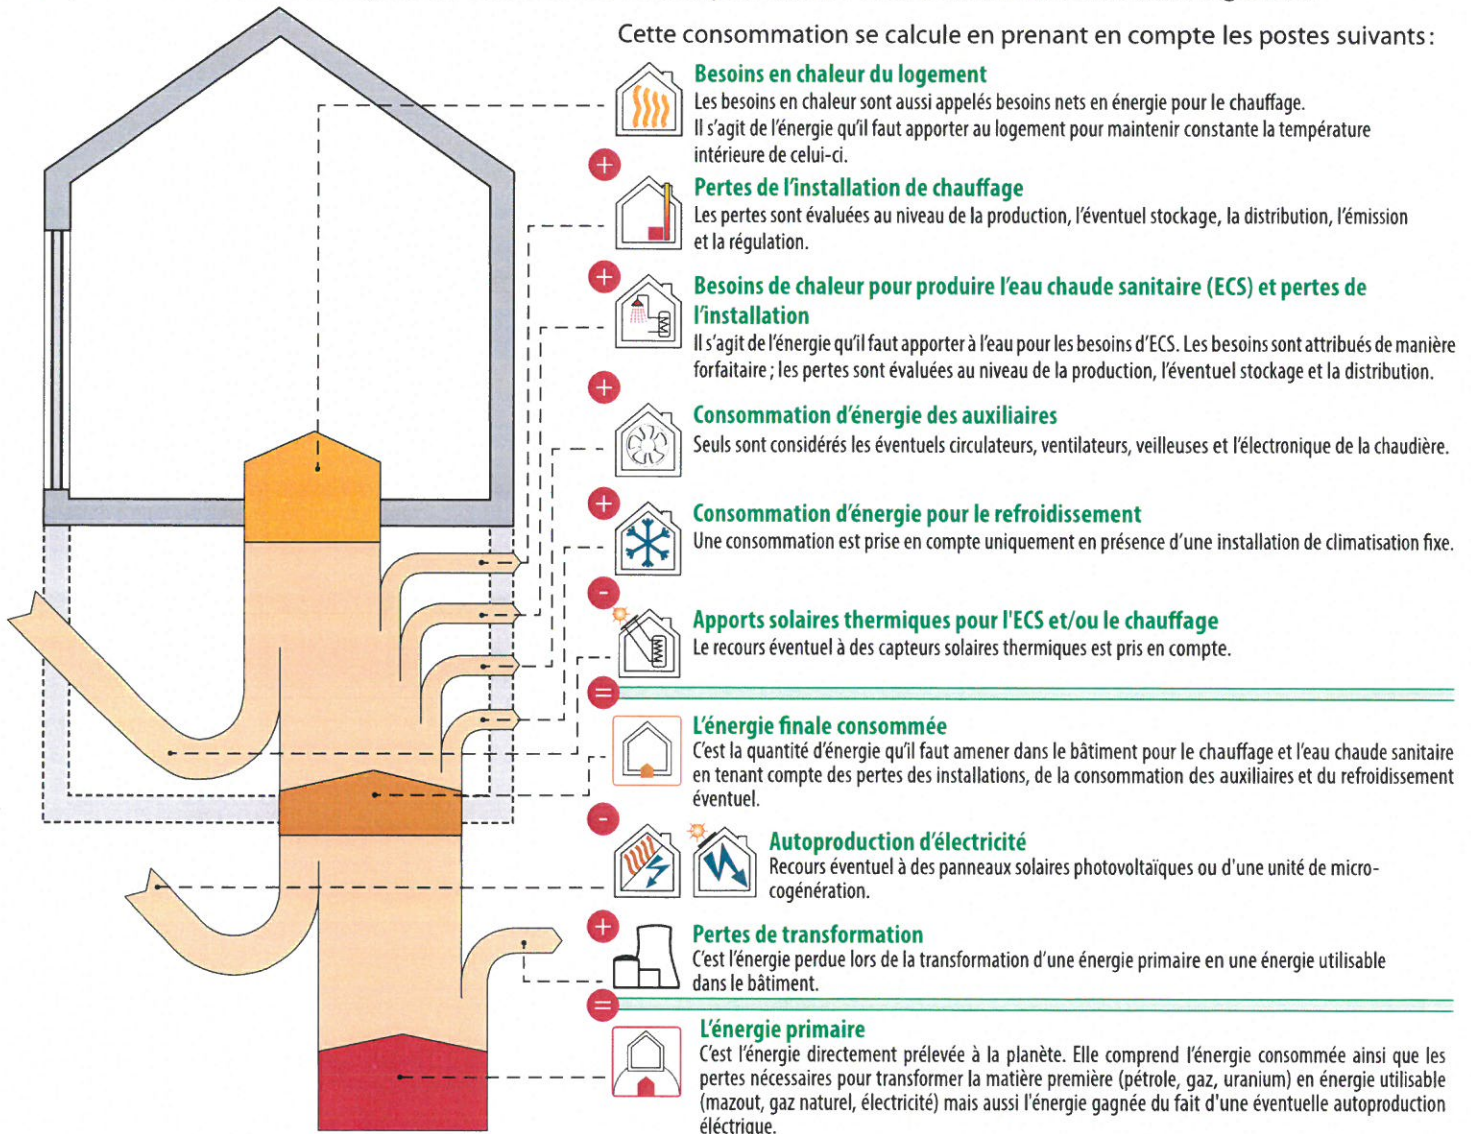 Cette consommation se calcule en prenant en compte les postes suivants :
Besoins en chaleur du logement
Les besoins en chaleur sont aussi appelés besoins nets en énergie pour le chauffage.
Il s'agit de l'énergie qu'il faut apporter au logement pour maintenir constante la température
intérieure de celui-ci.
+
Pertes de l'installation de chauffage
Les pertes sont évaluées au niveau de la production, l'éventuel stockage, la distribution, l'émission
et la régulation.
+
Besoins de chaleur pour produire l'eau chaude sanitaire (ECS) et pertes de
l'installation
Il s'agit de l'énergie qu'il faut apporter à l'eau pour les besoins d'ECS. Les besoins sont attribués de manière
forfaitaire ; les pertes sont évaluées au niveau de la production, l'éventuel stockage et la distribution.
+
Consommation d'énergie des auxiliaires
Seuls sont considérés les éventuels circulateurs, ventilateurs, veilleuses et l'électronique de la chaudière.
+
Consommation d'énergie pour le refroidissement
Une consommation est prise en compte uniquement en présence d'une installation de climatisation fixe.
-
Apports solaires thermiques pour l'ECS et/ou le chauffage
Le recours éventuel à des capteurs solaires thermiques est pris en compte.
=
L'énergie finale consommée
C'est la quantité d'énergie qu'il faut amener dans le bâtiment pour le chauffage et l'eau chaude sanitaire
en tenant compte des pertes des installations, de la consommation des auxiliaires et du refroidissement
éventuel.
-
Autoproduction d'électricité
Recours éventuel à des panneaux solaires photovoltaïques ou d'une unité de micro-
cogénération.
+
Pertes de transformation
C'est l'énergie perdue lors de la transformation d'une énergie primaire en une énergie utilisable
dans le bâtiment.
=
L'énergie primaire
C'est l'énergie directement prélevée à la planète. Elle comprend l'énergie consommée ainsi que les
pertes nécessaires pour transformer la matière première (pétrole, gaz, uranium) en énergie utilisable
(mazout, gaz naturel, électricité) mais aussi l'énergie gagnée du fait d'une éventuelle autoproduction
éléctrique.